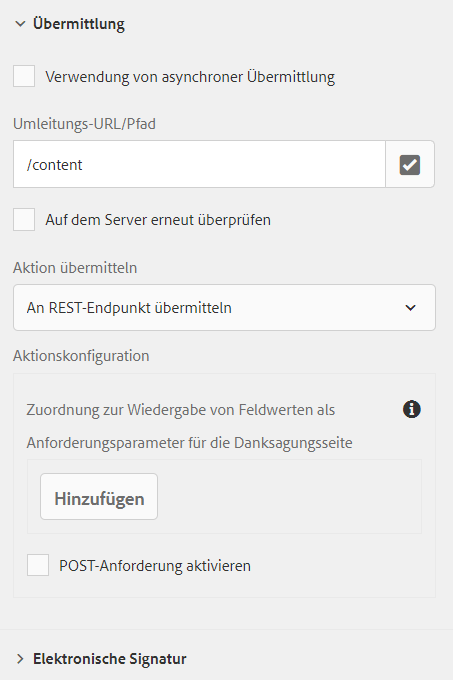 Übermittlung
Verwendung von asynchroner Übermittlung
Umleitungs-URL/Pfad
/content
Auf dem Server erneut überprüfen
Aktion übermitteln
An REST-Endpunkt übermitteln
Aktionskonfiguration
Zuordnung zur Wiedergabe von Feldwerten als
Anforderungsparameter für die Danksagungsseite
Hinzufügen
POST-Anforderung aktivieren
Elektronische Signatur